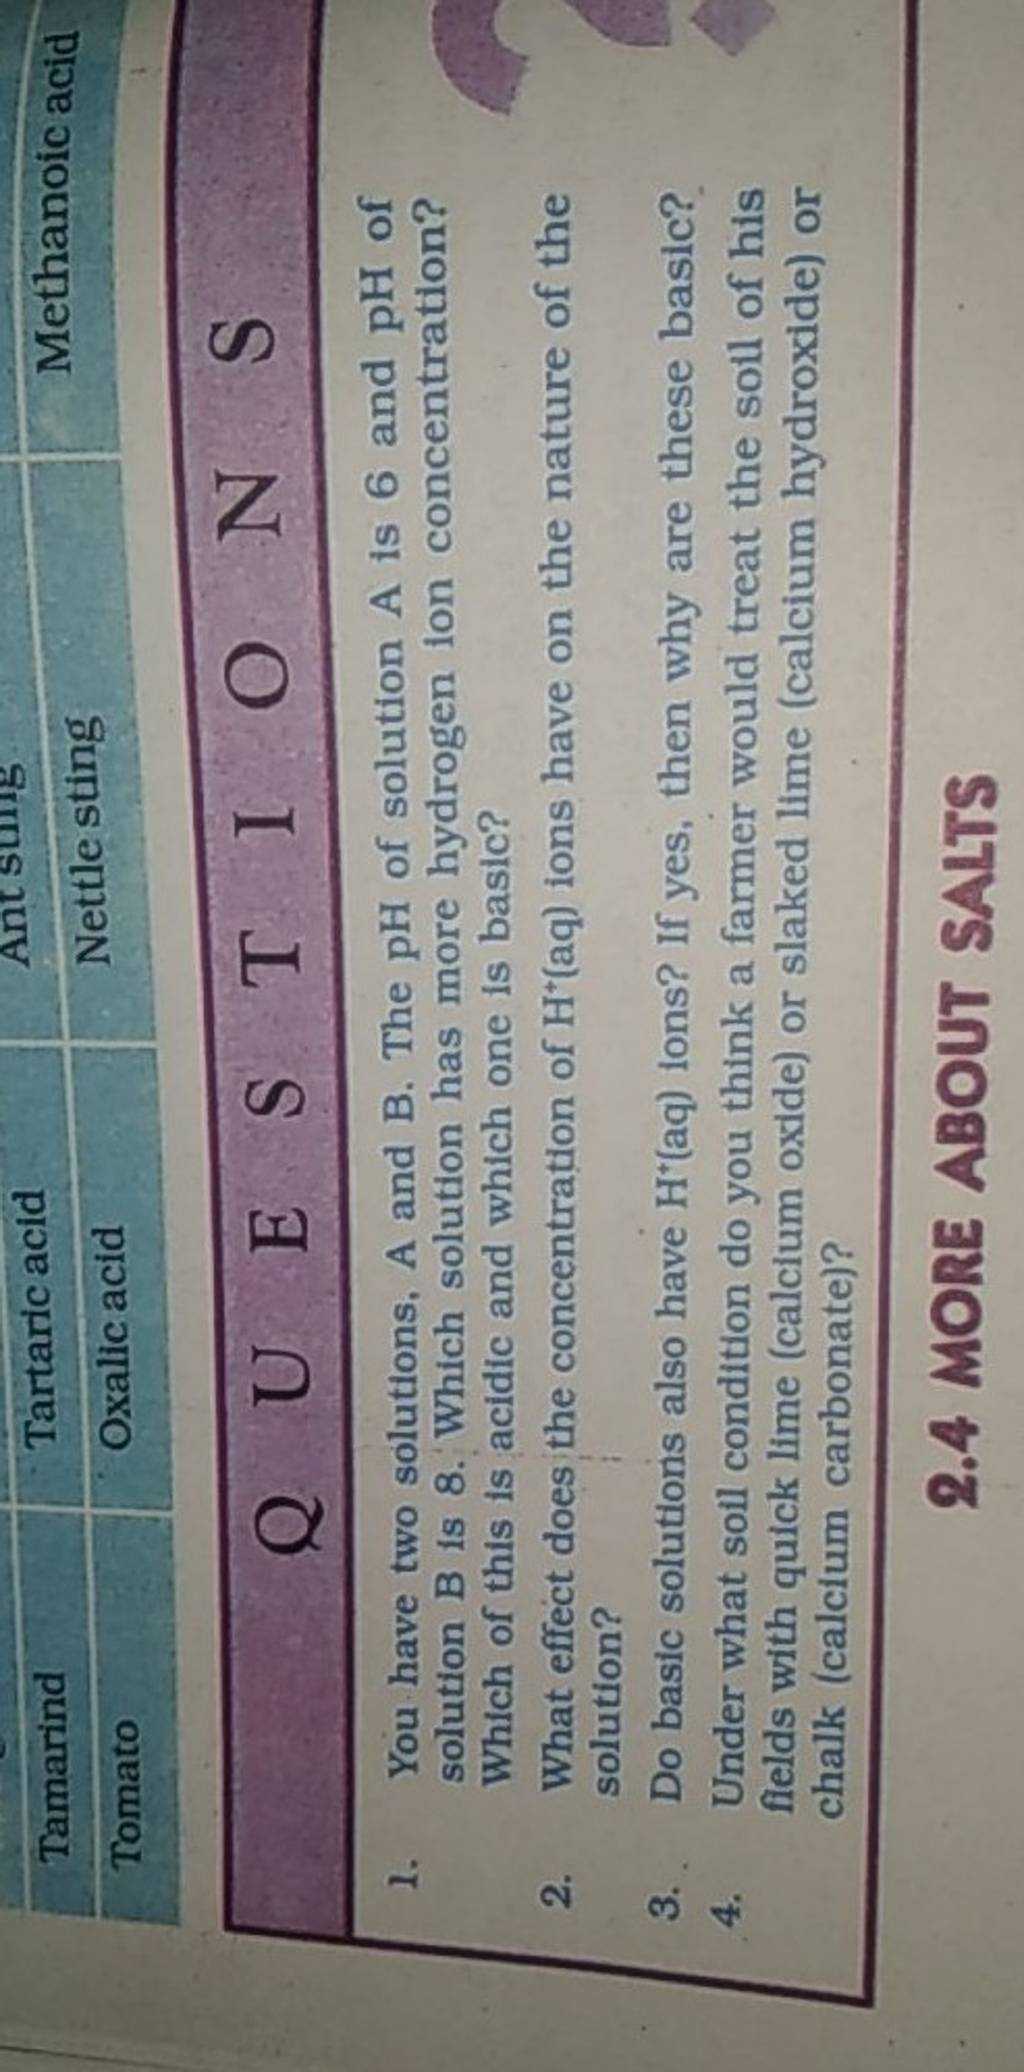 Ant sting Methanoic acid
Tamarind Tartaric acid
Tomato Oxalic acid Nettle sting Methanoic acid
QUESTIONS
1. You have two solutions, A and B. The pH of solution A is 6 and pH of
solution B is 8. Which solution has more hydrogen ion concentration?
Which of this is acidic and which one is basic?
2. What effect does the concentration of H⁺(aq) ions have on the nature of the
solution?
3. Do basic solutions also have H⁺(aq) ions? If yes, then why are these basic?
4. Under what soil condition do you think a farmer would treat the soil of his
fields with quick lime (calcium oxide) or slaked lime (calcium hydroxide) or
chalk (calcium carbonate)?
?
2.4 MORE ABOUT SALTS